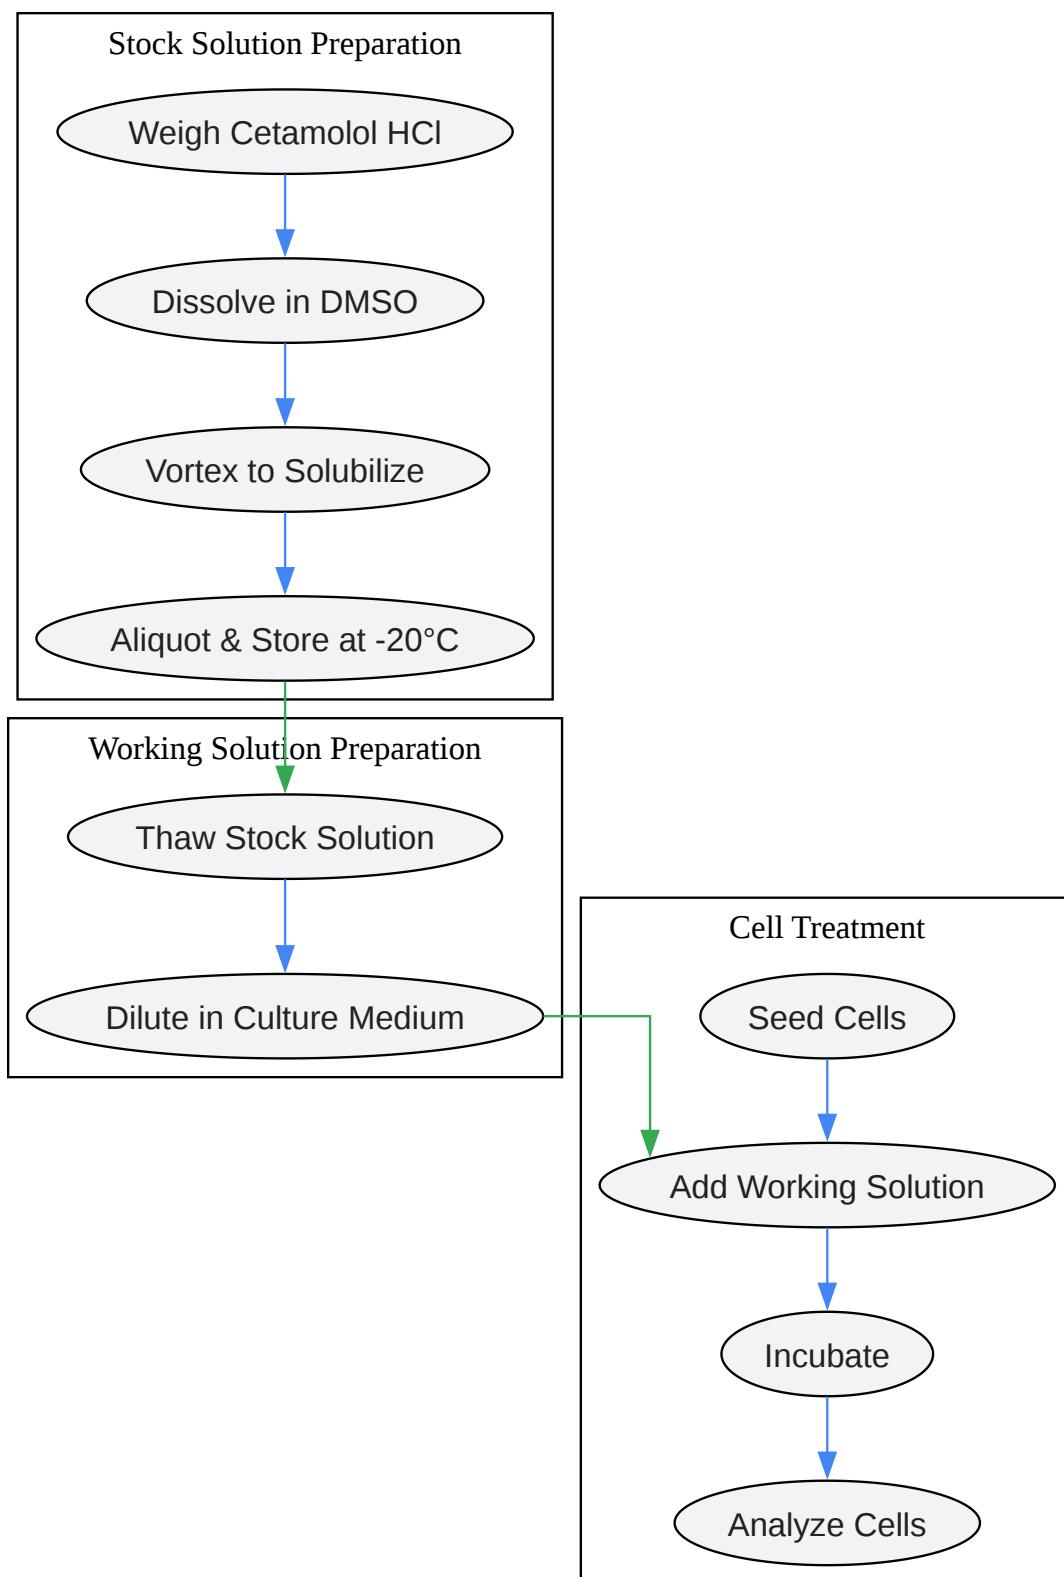 Stock Solution Preparation
Weigh Cetamolol HCl
Dissolve in DMSO
Vortex to Solubilize
Aliquot & Store at -20°C
Working Solution Preparation
Thaw Stock Solution
Dilute in Culture Medium
Cell Treatment
Seed Cells
Add Working Solution
Incubate
Analyze Cells